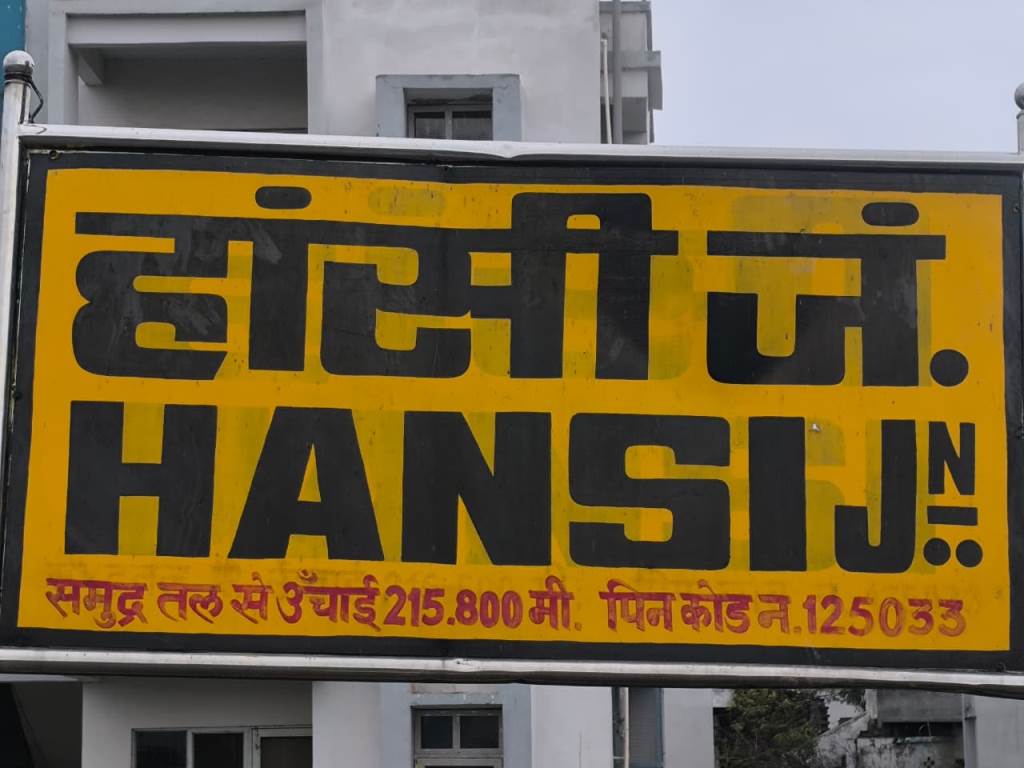 हांसी जं.
HANSI JN
समुद्र तल से उँचाई 215.800 मी. पिन कोड न.125033